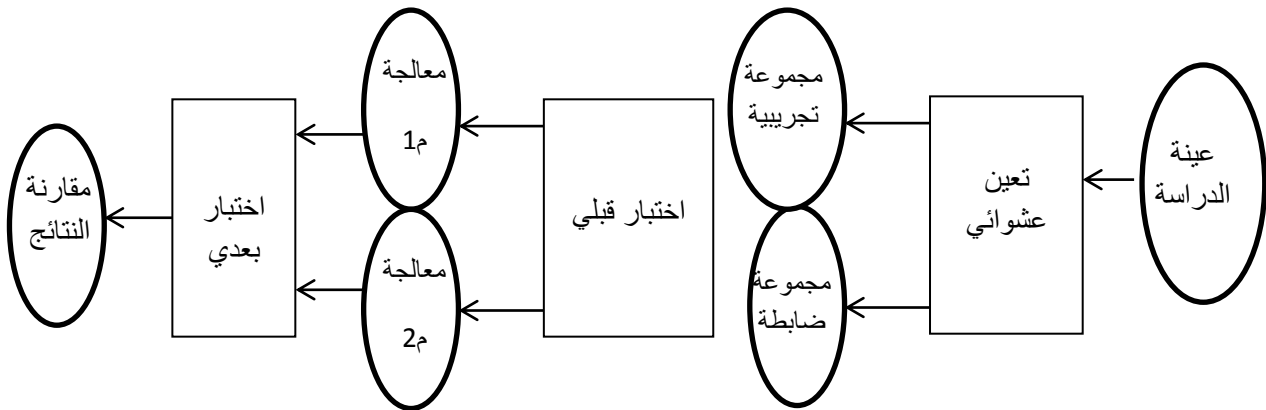 عينة
الدراسة
تعين
عشوائي
مجموعة
تجريبية
مجموعة
ضابطة
اختبار قبلي
معالجة
م1
معالجة
م2
اختبار
بعدي
مقارنة
النتائج